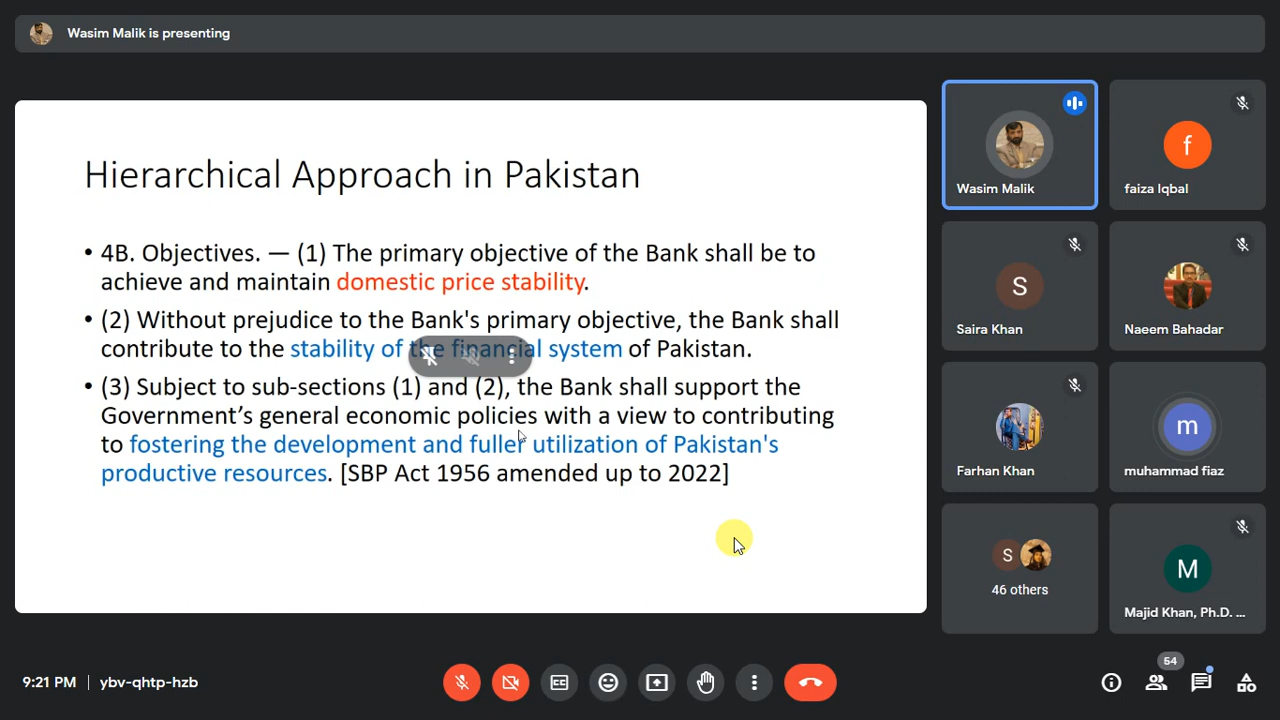 Wasim Malik is presenting
Hierarchical Approach in Pakistan
• 4B. Objectives. — (1) The primary objective of the Bank shall be to
achieve and maintain domestic price stability.
• (2) Without prejudice to the Bank's primary objective, the Bank shall
contribute to the stability of the financial system of Pakistan.
• (3) Subject to sub-sections (1) and (2), the Bank shall support the
Government’s general economic policies with a view to contributing
to fostering the development and fuller utilization of Pakistan's
productive resources. [SBP Act 1956 amended up to 2022]
Wasim Malik
f
faiza Iqbal
S
Saira Khan
Naeem Bahadar
Farhan Khan
m
muhammad fiaz
S
46 others
M
Majid Khan, Ph.D. ...
9:21 PM | ybv-qhtp-hzb
CC
54